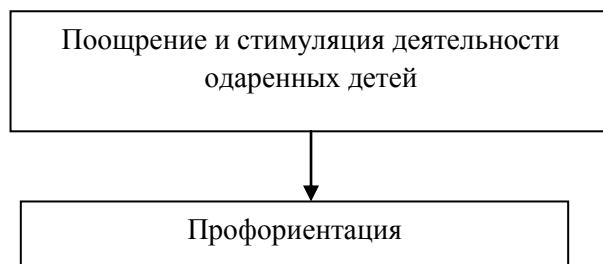 Поощрение и стимуляция деятельности
одаренных детей
Профориентация